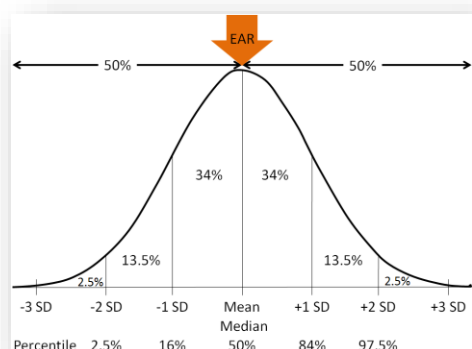 EAR
50% 50%
34% 34%
13.5% 13.5%
2.5% 2.5%
-3 SD -2 SD -1 SD Mean +1 SD +2 SD +3 SD
Median
Percentile 2.5% 16% 50% 84% 97.5%